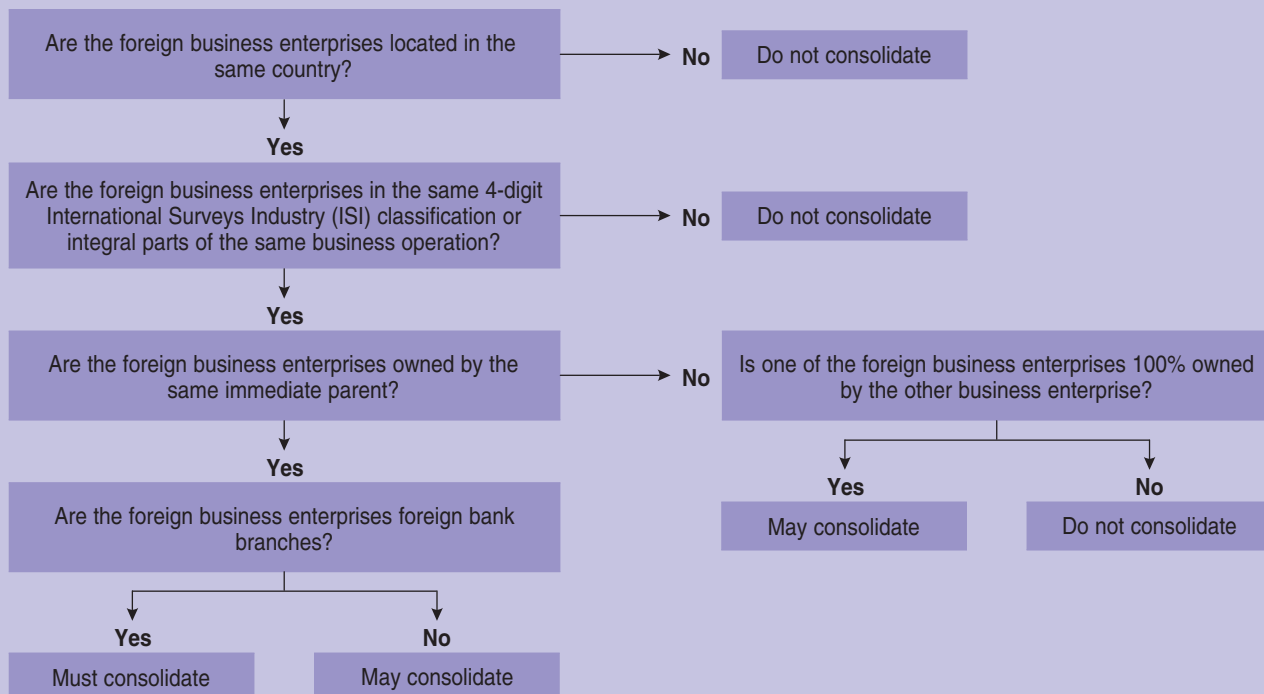 Are the foreign business enterprises located in the
same country?
No
Do not consolidate
Yes
Are the foreign business enterprises in the same 4-digit
International Surveys Industry (ISI) classification or
integral parts of the same business operation?
No
Do not consolidate
Yes
Are the foreign business enterprises owned by the
same immediate parent?
No
Is one of the foreign business enterprises 100% owned
by the other business enterprise?
Yes
May consolidate
No
Do not consolidate
Yes
Are the foreign business enterprises foreign bank
branches?
Yes
Must consolidate
No
May consolidate